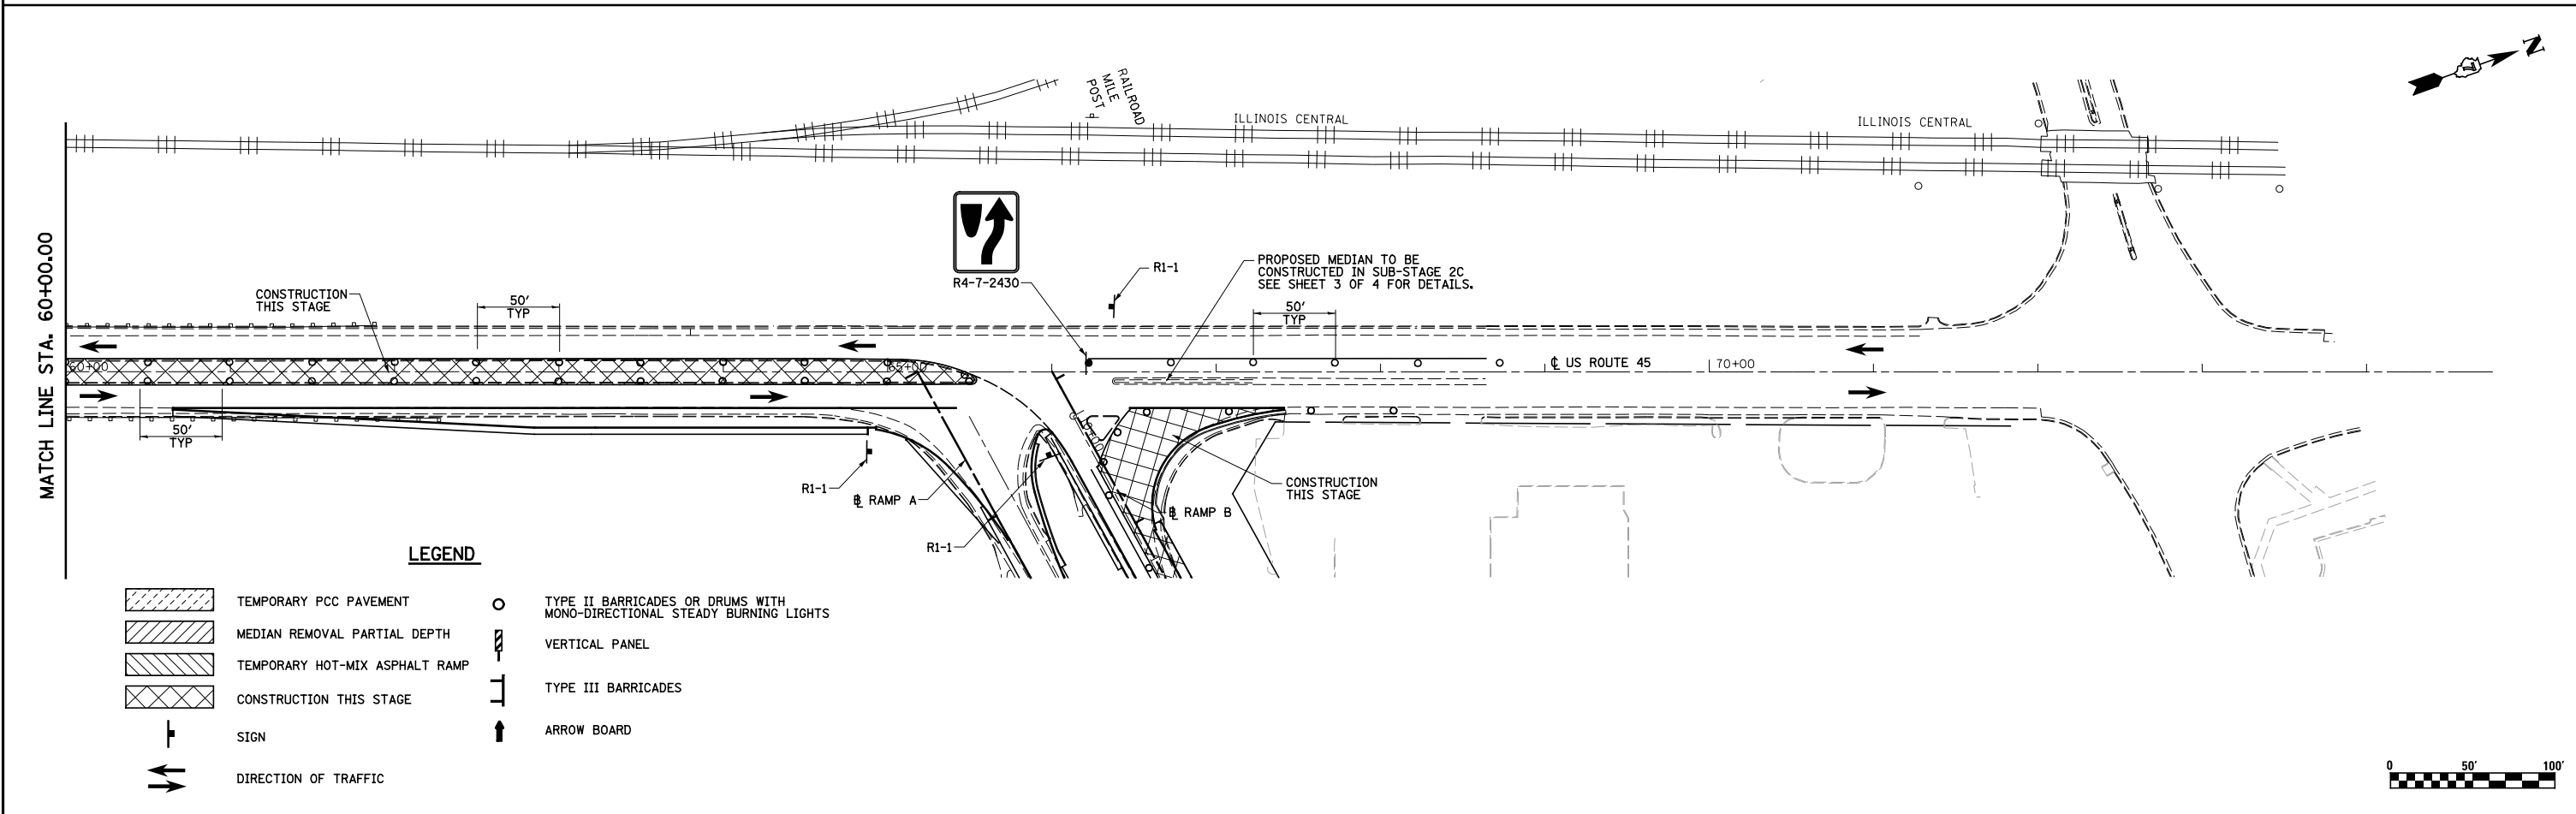 N
RAILROAD
MILE
POST
ILLINOIS CENTRAL
ILLINOIS CENTRAL
MATCH LINE STA. 60+00.00
CONSTRUCTION
THIS STAGE
50'
TYP
R4-7-2430
R1-1
PROPOSED MEDIAN TO BE
CONSTRUCTED IN SUB-STAGE 2C
SEE SHEET 3 OF 4 FOR DETAILS.
50'
TYP
60+00
65+00
℄ US ROUTE 45
70+00
50'
TYP
R1-1
RAMP A
R1-1
RAMP B
CONSTRUCTION
THIS STAGE
LEGEND
TEMPORARY PCC PAVEMENT
MEDIAN REMOVAL PARTIAL DEPTH
TEMPORARY HOT-MIX ASPHALT RAMP
CONSTRUCTION THIS STAGE
SIGN
DIRECTION OF TRAFFIC
TYPE II BARRICADES OR DRUMS WITH
MONO-DIRECTIONAL STEADY BURNING LIGHTS
VERTICAL PANEL
TYPE III BARRICADES
ARROW BOARD
0 50' 100'